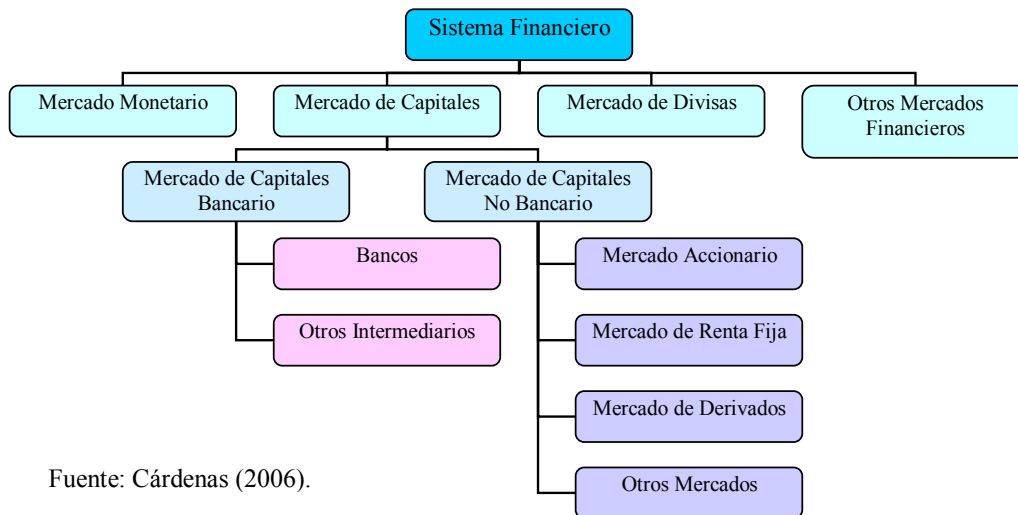 Sistema Financiero
Mercado Monetario
Mercado de Capitales
Mercado de Divisas
Otros Mercados
Financieros
Mercado de Capitales
Bancario
Mercado de Capitales
No Bancario
Bancos
Otros Intermediarios
Mercado Accionario
Mercado de Renta Fija
Mercado de Derivados
Otros Mercados
Fuente: Cárdenas (2006).